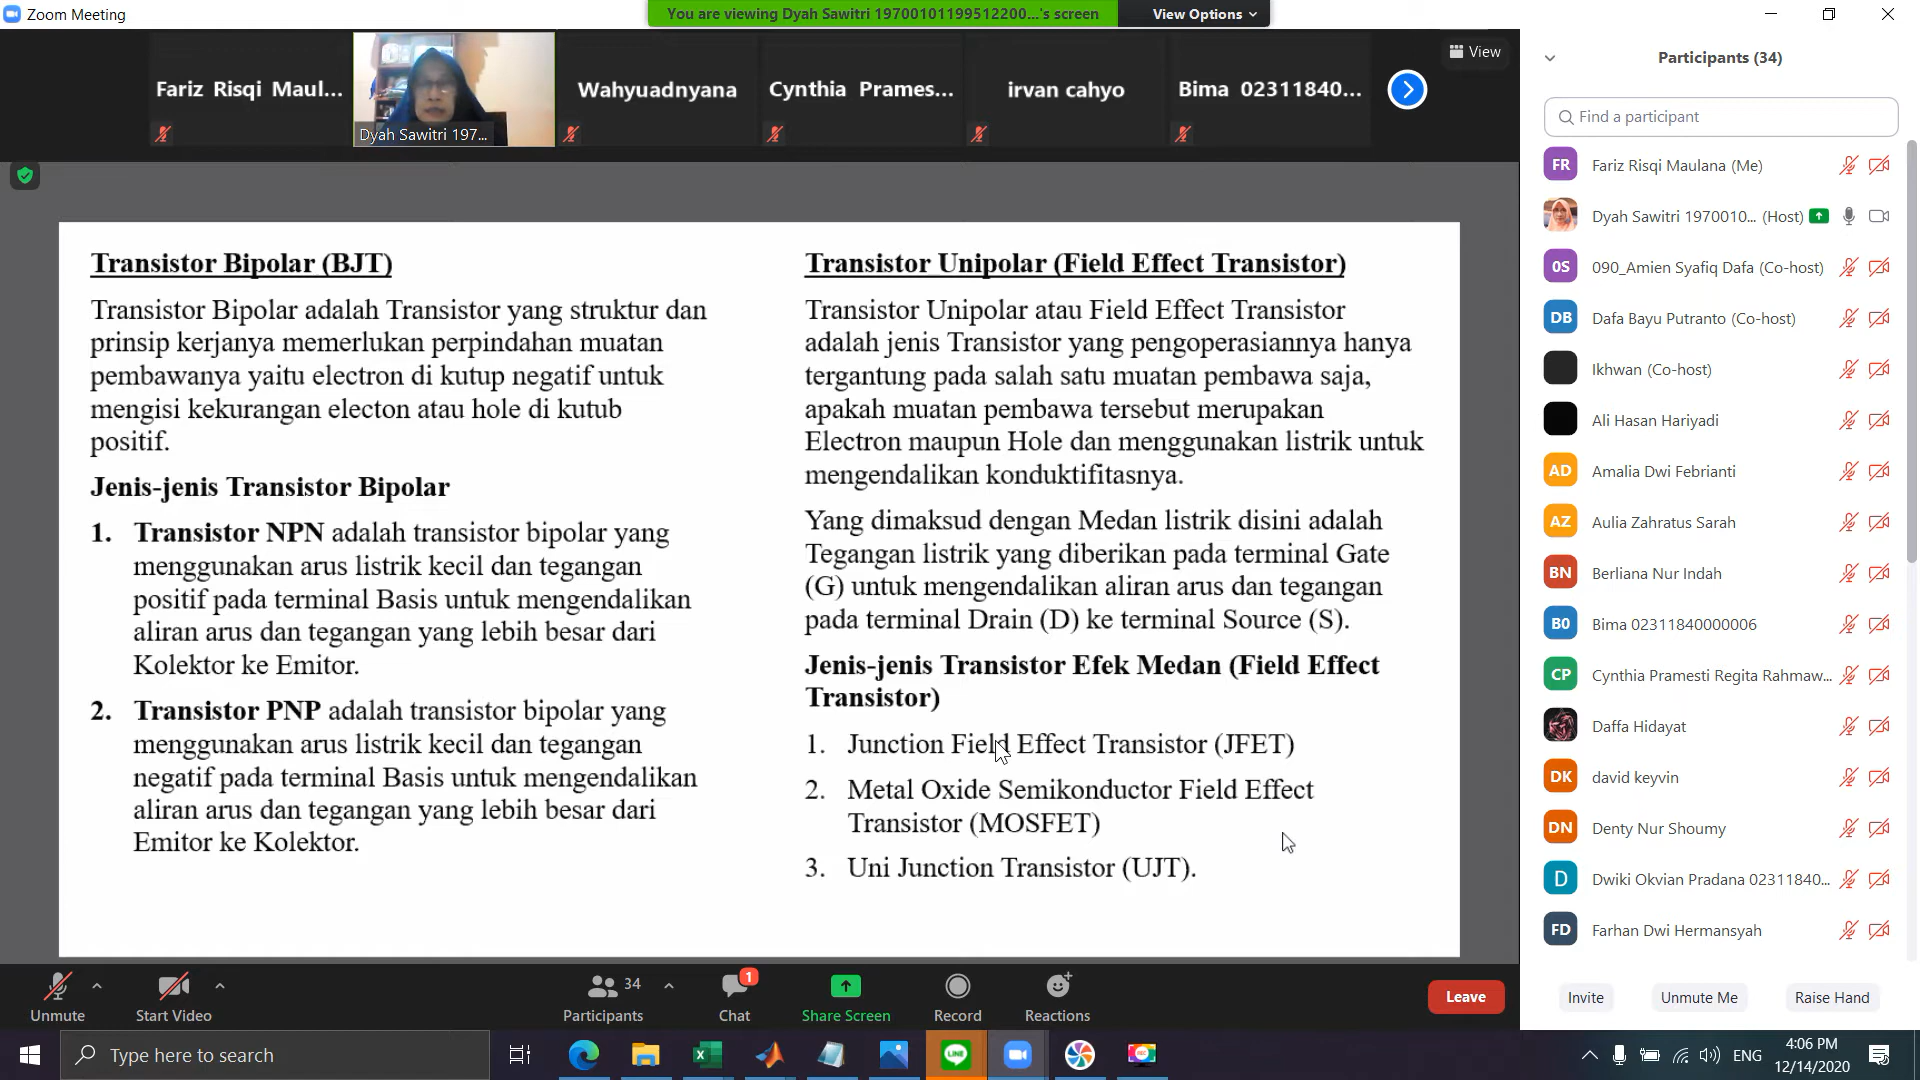 Zoom Meeting
You are viewing Dyah Sawitri 19700101199512200...'s screen
View Options
Fariz Risqi Maul...
Dyah Sawitri 197...
Wahyuadnyana
Cynthia Prames...
irvan cahyo
Bima 02311840...
View
Transistor Bipolar (BJT)
Transistor Bipolar adalah Transistor yang struktur dan
prinsip kerjanya memerlukan perpindahan muatan
pembawanya yaitu electron di kutup negatif untuk
mengisi kekurangan electon atau hole di kutub
positif.
Jenis-jenis Transistor Bipolar
1. Transistor NPN adalah transistor bipolar yang
menggunakan arus listrik kecil dan tegangan
positif pada terminal Basis untuk mengendalikan
aliran arus dan tegangan yang lebih besar dari
Kolektor ke Emitor.
2. Transistor PNP adalah transistor bipolar yang
menggunakan arus listrik kecil dan tegangan
negatif pada terminal Basis untuk mengendalikan
aliran arus dan tegangan yang lebih besar dari
Emitor ke Kolektor.
Transistor Unipolar (Field Effect Transistor)
Transistor Unipolar atau Field Effect Transistor
adalah jenis Transistor yang pengoperasiannya hanya
tergantung pada salah satu muatan pembawa saja,
apakah muatan pembawa tersebut merupakan
Electron maupun Hole dan menggunakan listrik untuk
mengendalikan konduktifitasnya.
Yang dimaksud dengan Medan listrik disini adalah
Tegangan listrik yang diberikan pada terminal Gate
(G) untuk mengendalikan aliran arus dan tegangan
pada terminal Drain (D) ke terminal Source (S).
Jenis-jenis Transistor Efek Medan (Field Effect
Transistor)
1. Junction Field Effect Transistor (JFET)
2. Metal Oxide Semikonductor Field Effect
Transistor (MOSFET)
3. Uni Junction Transistor (UJT).
Participants (34)
Find a participant
FR Fariz Risqi Maulana (Me)
Dyah Sawitri 1970010... (Host)
0S 090_Amien Syafiq Dafa (Co-host)
DB Dafa Bayu Putranto (Co-host)
Ikhwan (Co-host)
Ali Hasan Hariyadi
AD Amalia Dwi Febrianti
AZ Aulia Zahratus Sarah
BN Berliana Nur Indah
B0 Bima 02311840000006
CP Cynthia Pramesti Regita Rahmaw...
Daffa Hidayat
DK david keyvin
DN Denty Nur Shoumy
D Dwiki Okvian Pradana 02311840...
FD Farhan Dwi Hermansyah
Invite
Unmute Me
Raise Hand
Unmute
Start Video
34
Participants
1
Chat
Share Screen
Record
Reactions
Leave
Type here to search
LINE
REC
ENG
4:06 PM
12/14/2020